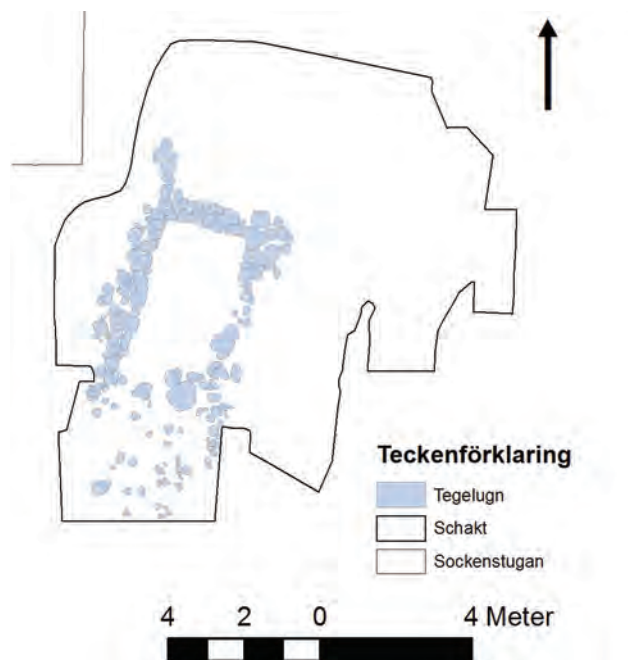 Teckenförklaring
Tegelugn
Schakt
Sockenstugan
4 2 0 4 Meter